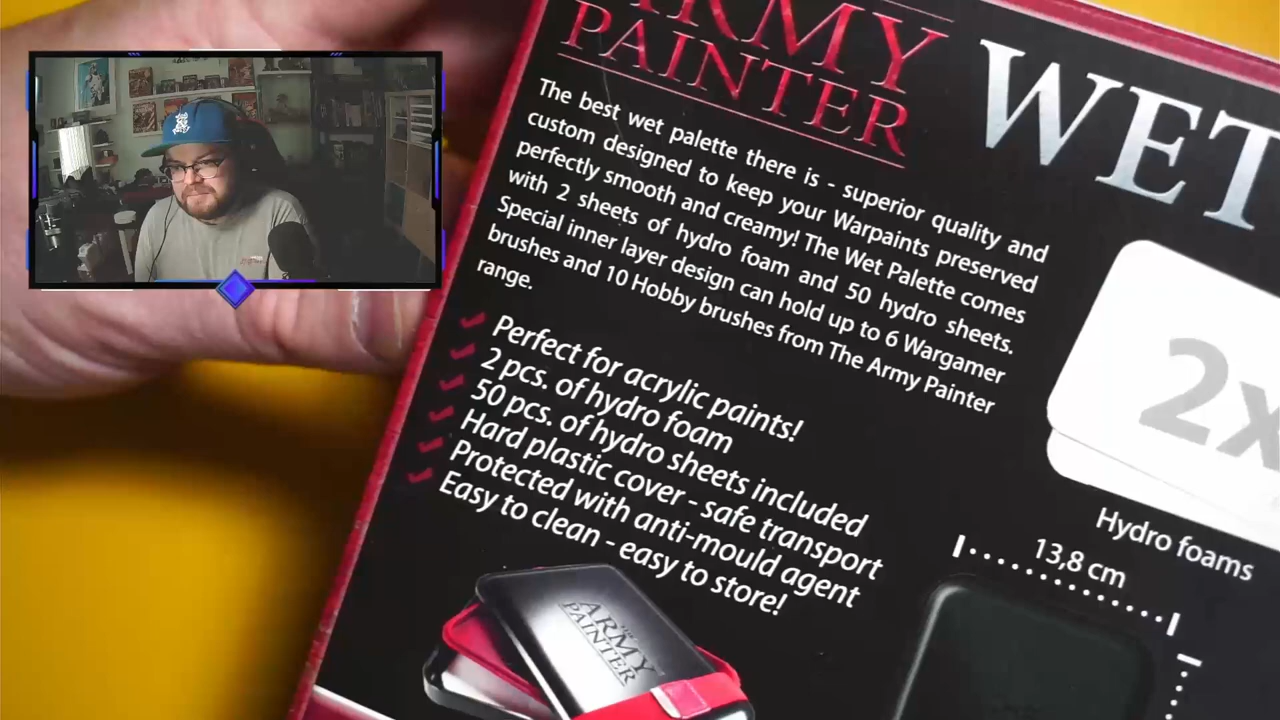 ARMY
PAINTER
WET
The best wet palette there is - superior quality and
custom designed to keep your Warpaints preserved
perfectly smooth and creamy! The Wet Palette comes
with 2 sheets of hydro foam and 50 hydro sheets.
Special inner layer design can hold up to 6 Wargamer
brushes and 10 Hobby brushes from The Army Painter
range.
Perfect for acrylic paints!
2 pcs. of hydro foam
50 pcs. of hydro sheets included
Hard plastic cover - safe transport
Protected with anti-mould agent
Easy to clean - easy to store!
2x
Hydro foams
13,8 cm
THE
ARMY
PAINTER